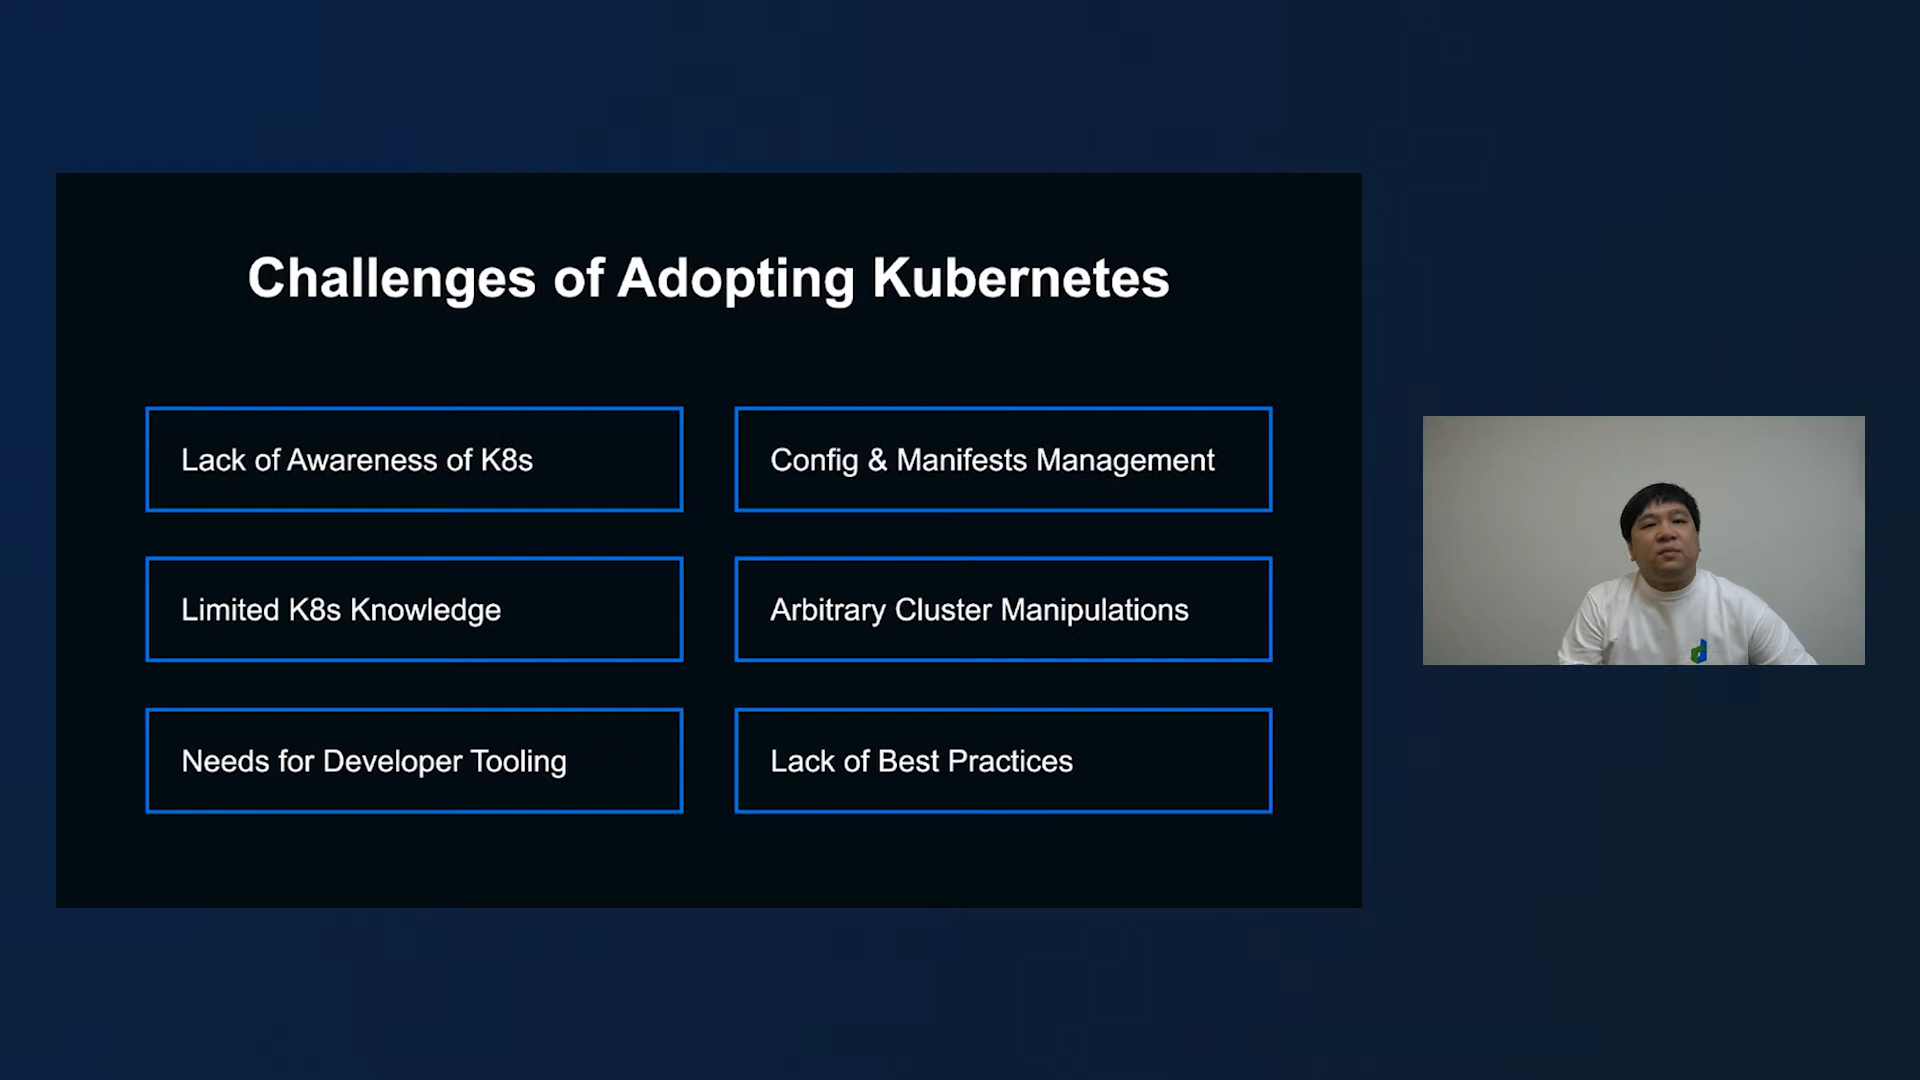 Challenges of Adopting Kubernetes
Lack of Awareness of K8s
Config & Manifests Management
Limited K8s Knowledge
Arbitrary Cluster Manipulations
Needs for Developer Tooling
Lack of Best Practices